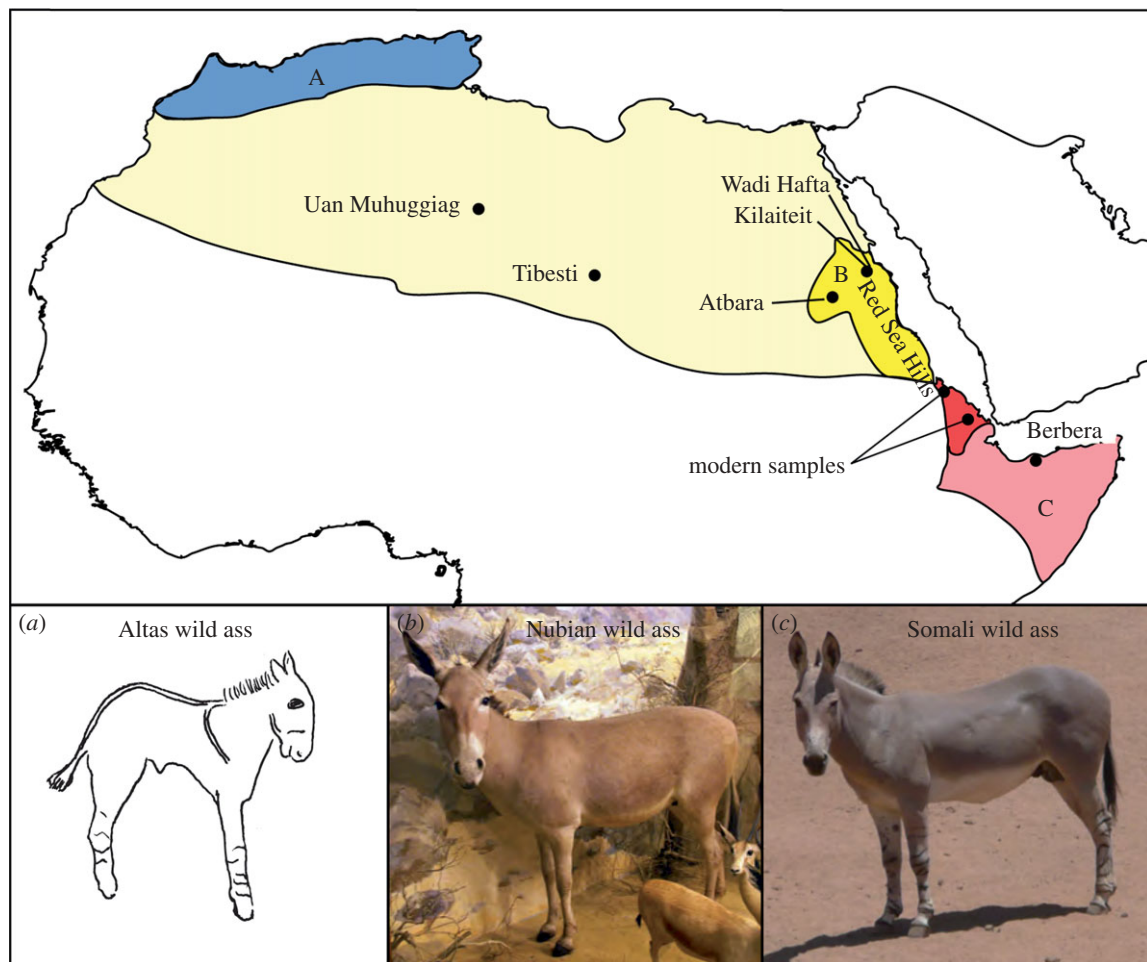 A
Wadi Hafta
Kilaiteit
Uan Muhuggiag
Tibesti
B
Atbara
Red Sea Hills
Berbera
modern samples
C
(a)
Altas wild ass
(b)
Nubian wild ass
(c)
Somali wild ass